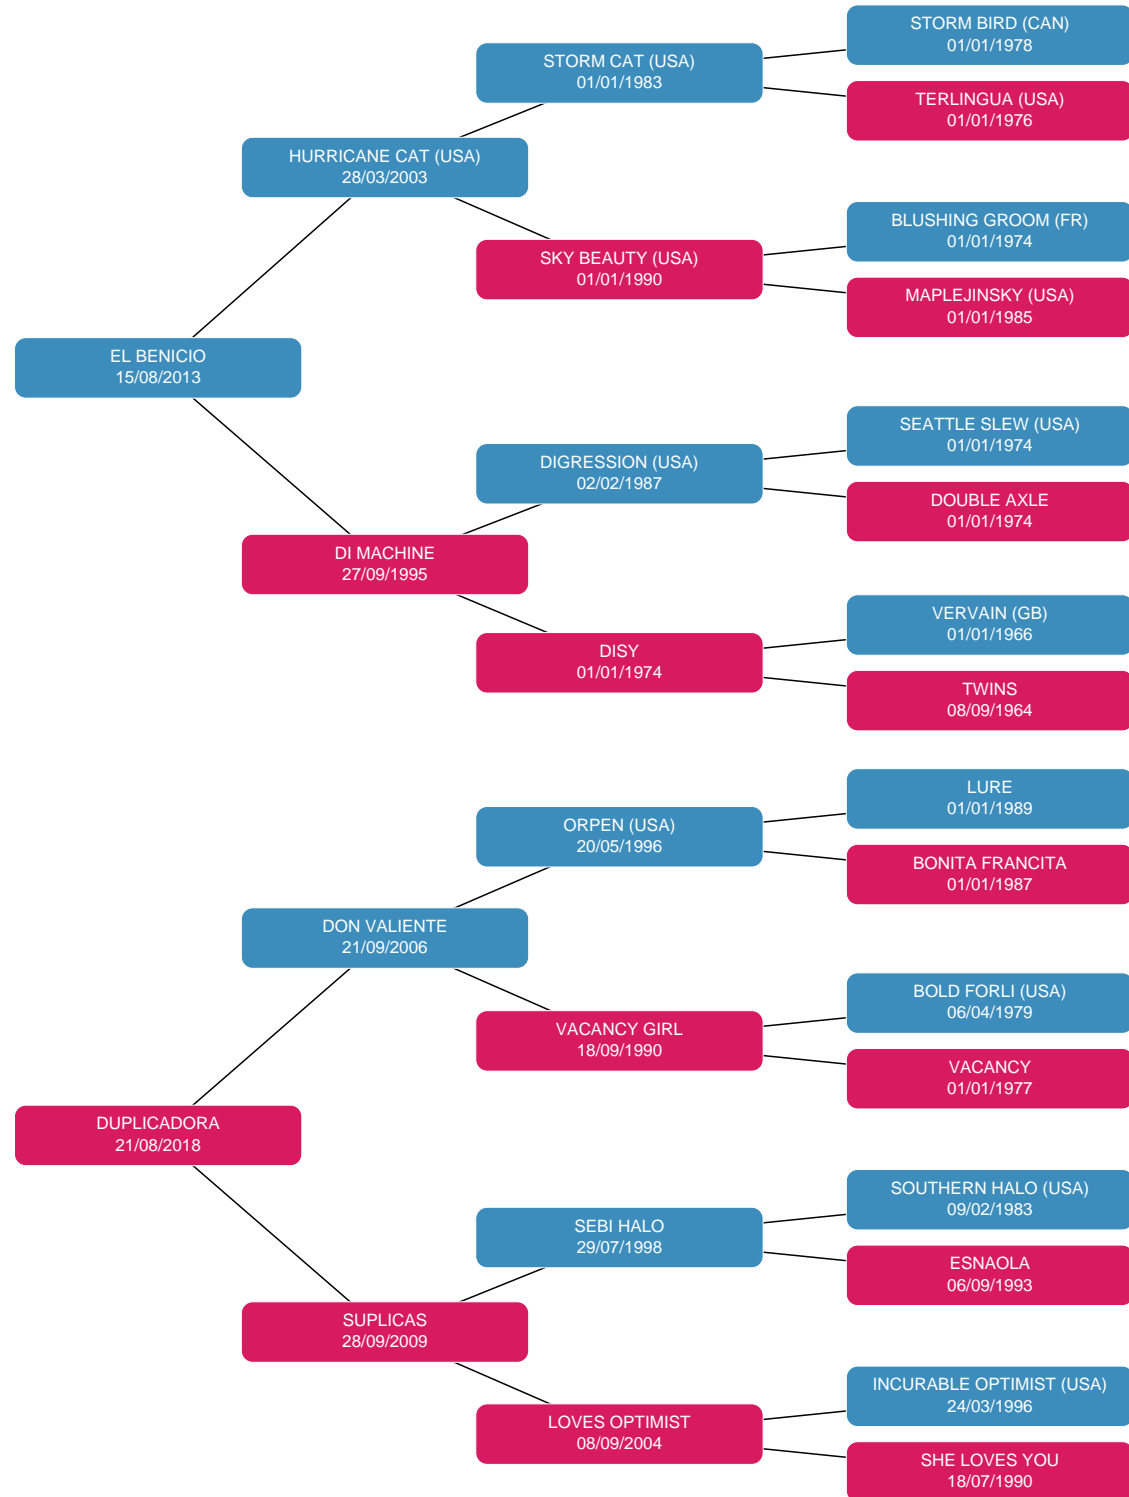 STORM BIRD (CAN)
01/01/1978
STORM CAT (USA)
01/01/1983
TERLINGUA (USA)
01/01/1976
HURRICANE CAT (USA)
28/03/2003
BLUSHING GROOM (FR)
01/01/1974
SKY BEAUTY (USA)
01/01/1990
MAPLEJINSKY (USA)
01/01/1985
EL BENICIO
15/08/2013
SEATTLE SLEW (USA)
01/01/1974
DIGRESSION (USA)
02/02/1987
DOUBLE AXLE
01/01/1974
DI MACHINE
27/09/1995
VERVAIN (GB)
01/01/1966
DISY
01/01/1974
TWINS
08/09/1964
LURE
01/01/1989
ORPEN (USA)
20/05/1996
BONITA FRANCITA
01/01/1987
DON VALIENTE
21/09/2006
BOLD FORLI (USA)
06/04/1979
VACANCY GIRL
18/09/1990
VACANCY
01/01/1977
DUPLICADORA
21/08/2018
SOUTHERN HALO (USA)
09/02/1983
SEBI HALO
29/07/1998
ESNAOLA
06/09/1993
SUPLICAS
28/09/2009
INCURABLE OPTIMIST (USA)
24/03/1996
LOVES OPTIMIST
08/09/2004
SHE LOVES YOU
18/07/1990